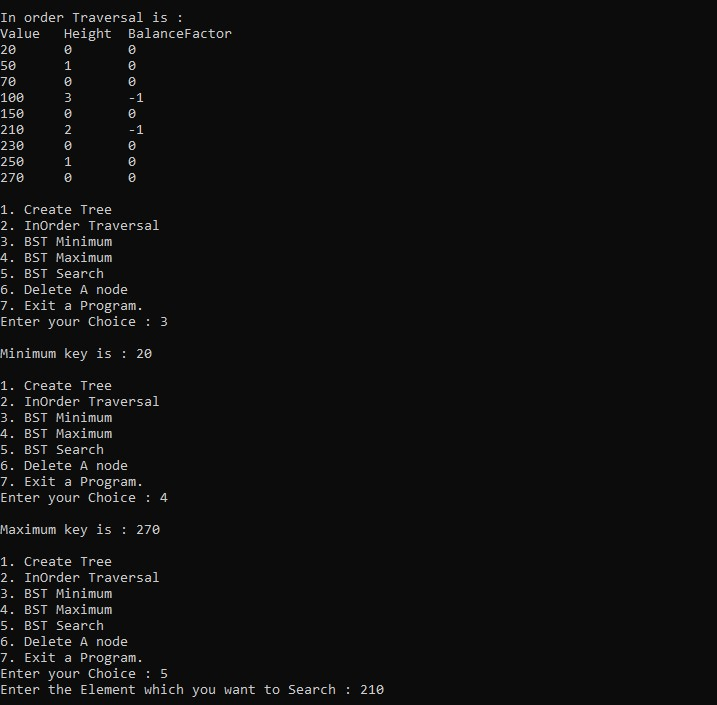 In order Traversal is :
Value   Height  BalanceFactor
20      0       0
50      1       0
70      0       0
100     3       -1
150     0       0
210     2       -1
230     0       0
250     1       0
270     0       0
1. Create Tree
2. InOrder Traversal
3. BST Minimum
4. BST Maximum
5. BST Search
6. Delete A node
7. Exit a Program.
Enter your Choice : 3
Minimum key is : 20
1. Create Tree
2. InOrder Traversal
3. BST Minimum
4. BST Maximum
5. BST Search
6. Delete A node
7. Exit a Program.
Enter your Choice : 4
Maximum key is : 270
1. Create Tree
2. InOrder Traversal
3. BST Minimum
4. BST Maximum
5. BST Search
6. Delete A node
7. Exit a Program.
Enter your Choice : 5
Enter the Element which you want to Search : 210